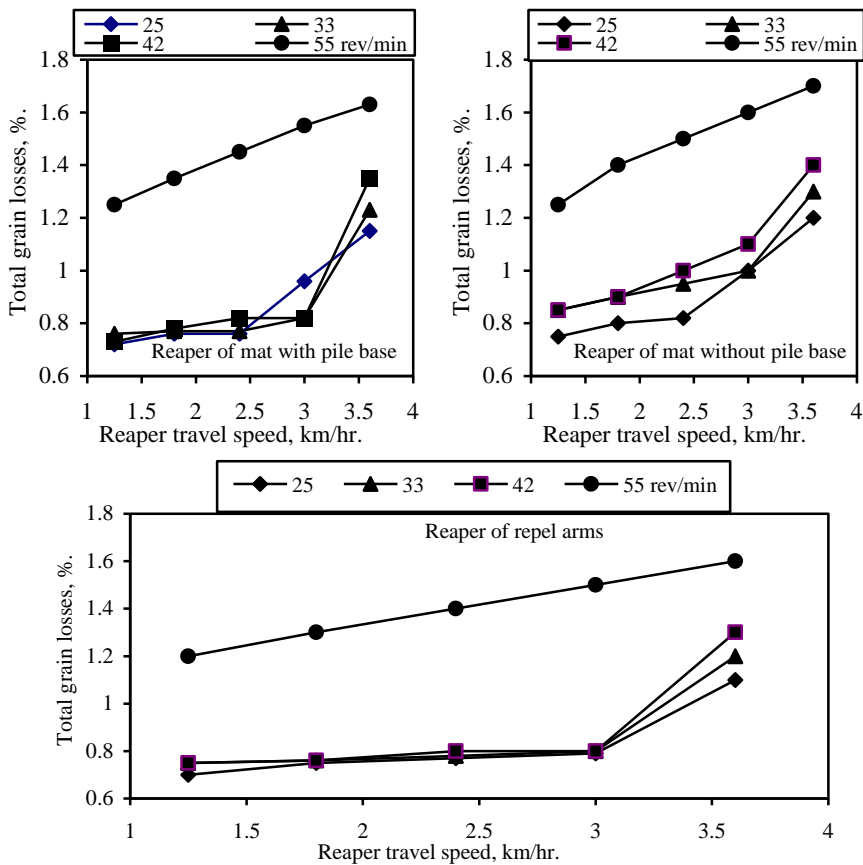 25 33
42 55 rev/min
Total grain losses, %.
1.8
1.6
1.4
1.2
1
0.8
0.6
Reaper of mat with pile base
1 1.5 2 2.5 3 3.5 4
Reaper travel speed, km/hr.
25 33
42 55 rev/min
Total grain losses, %.
1.8
1.6
1.4
1.2
1
0.8
0.6
Reaper of mat without pile base
1 1.5 2 2.5 3 3.5 4
Reaper travel speed, km/hr.
25 33 42 55 rev/min
Total grain losses, %.
1.8
1.6
1.4
1.2
1
0.8
0.6
Reaper of repel arms
1 1.5 2 2.5 3 3.5 4
Reaper travel speed, km/hr.